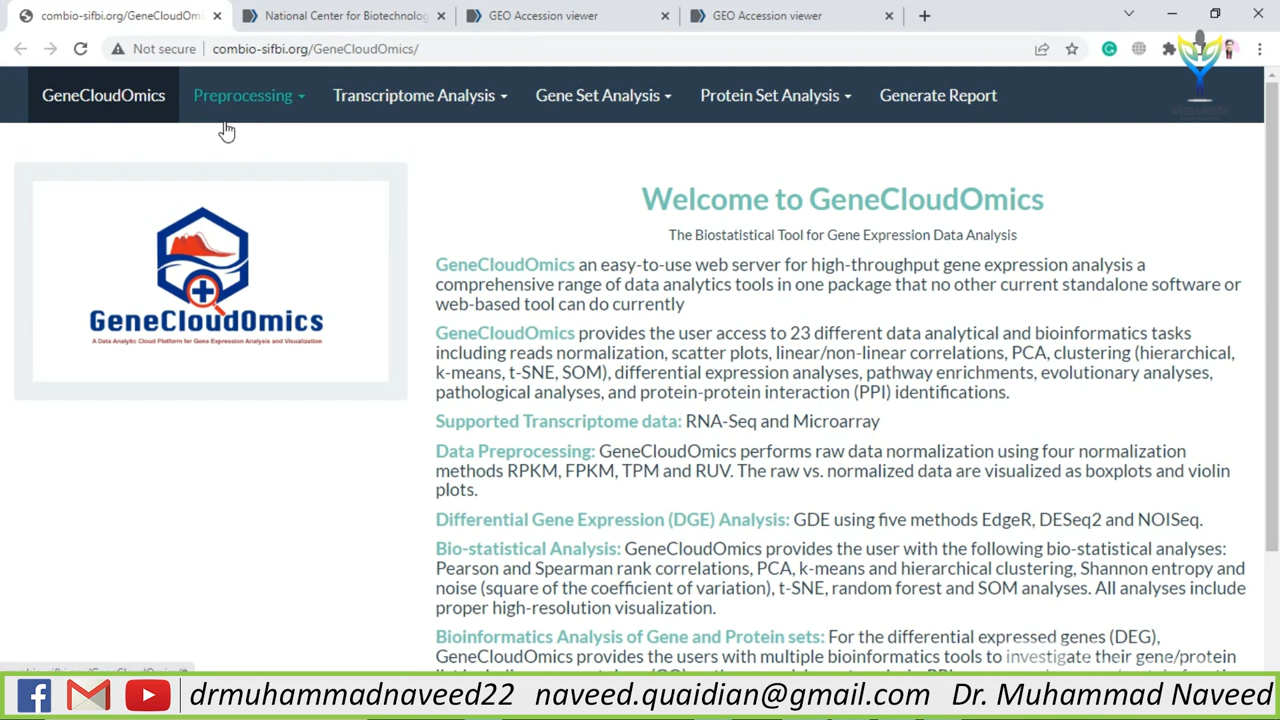 combio-sifbi.org/GeneCloudOm
National Center for Biotechnolog
GEO Accession viewer
GEO Accession viewer
Not secure
combio-sifbi.org/GeneCloudOmics/
GeneCloudOmics
Preprocessing
Transcriptome Analysis
Gene Set Analysis
Protein Set Analysis
Generate Report
GeneCloudOmics
A Data Analytic Cloud Platform for Gene Expression Analysis and Visualization
Welcome to GeneCloudOmics
The Biostatistical Tool for Gene Expression Data Analysis
GeneCloudOmics an easy-to-use web server for high-throughput gene expression analysis a
comprehensive range of data analytics tools in one package that no other current standalone software or
web-based tool can do currently
GeneCloudOmics provides the user access to 23 different data analytical and bioinformatics tasks
including reads normalization, scatter plots, linear/non-linear correlations, PCA, clustering (hierarchical,
k-means, t-SNE, SOM), differential expression analyses, pathway enrichments, evolutionary analyses,
pathological analyses, and protein-protein interaction (PPI) identifications.
Supported Transcriptome data: RNA-Seq and Microarray
Data Preprocessing: GeneCloudOmics performs raw data normalization using four normalization
methods RPKM, FPKM, TPM and RUV. The raw vs. normalized data are visualized as boxplots and violin
plots.
Differential Gene Expression (DGE) Analysis: GDE using five methods EdgeR, DESeq2 and NOISeq.
Bio-statistical Analysis: GeneCloudOmics provides the user with the following bio-statistical analyses:
Pearson and Spearman rank correlations, PCA, k-means and hierarchical clustering, Shannon entropy and
noise (square of the coefficient of variation), t-SNE, random forest and SOM analyses. All analyses include
proper high-resolution visualization.
Bioinformatics Analysis of Gene and Protein sets: For the differential expressed genes (DEG),
GeneCloudOmics provides the users with multiple bioinformatics tools to investigate their gene/protein
drmuhammadnaveed22 naveed.quaidian@gmail.com Dr. Muhammad Naveed